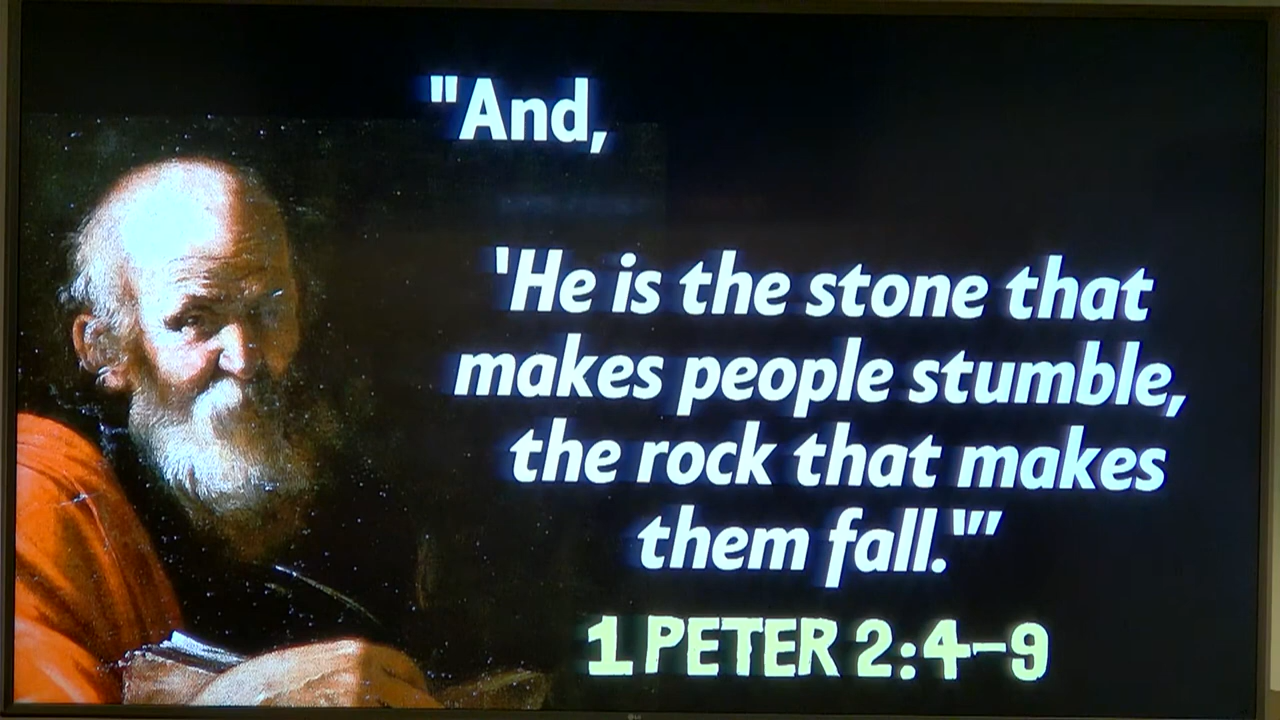 "And,
'He is the stone that
makes people stumble,
the rock that makes
them fall.'"
1 PETER 2:4–9
LG